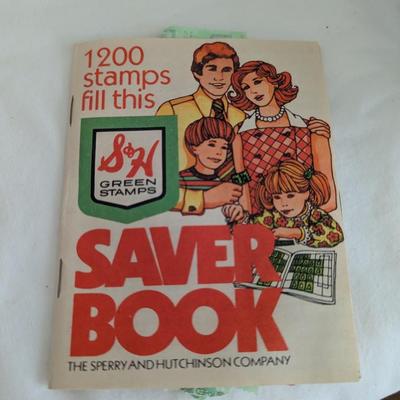 1200
stamps
fill this
S&H
GREEN
STAMPS
SAVER
BOOK
THE SPERRY AND HUTCHINSON COMPANY